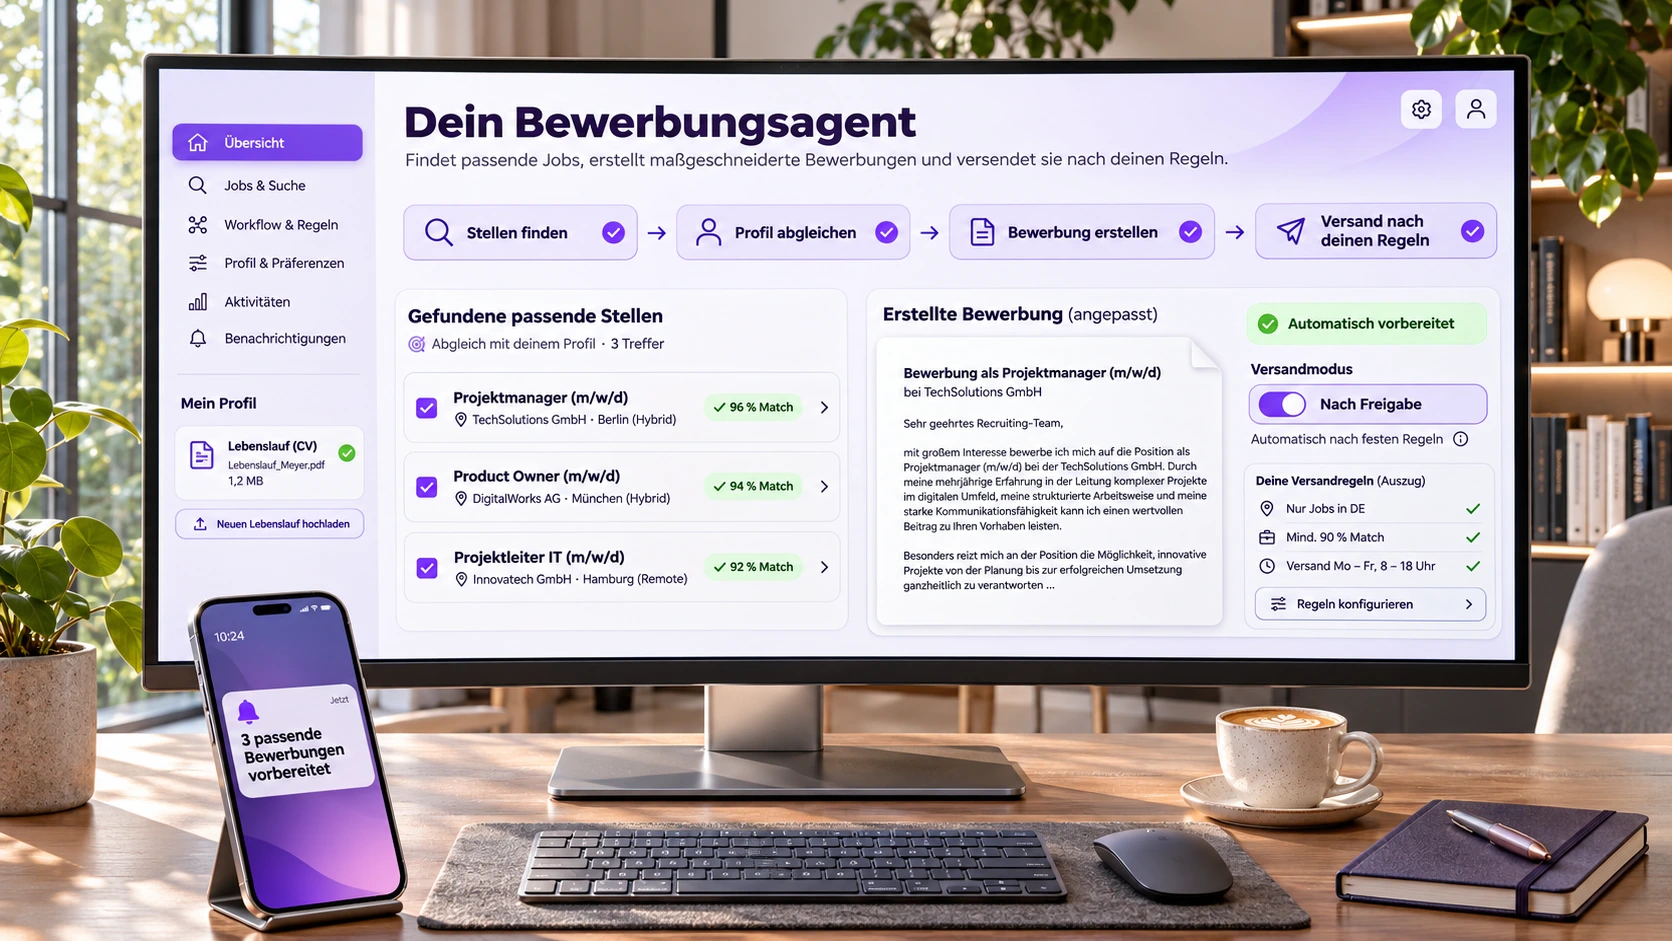 Übersicht
Jobs & Suche
Workflow & Regeln
Profil & Präferenzen
Aktivitäten
Benachrichtigungen
Mein Profil
Lebenslauf (CV)
Lebenslauf_Meyer.pdf
1,2 MB
Neuen Lebenslauf hochladen
Dein Bewerbungsagent
Findet passende Jobs, erstellt maßgeschneiderte Bewerbungen und versendet sie nach deinen Regeln.
Stellen finden
Profil abgleichen
Bewerbung erstellen
Versand nach
deinen Regeln
Gefundene passende Stellen
Abgleich mit deinem Profil · 3 Treffer
Projektmanager (m/w/d)
TechSolutions GmbH · Berlin (Hybrid)
96 % Match
Product Owner (m/w/d)
DigitalWorks AG · München (Hybrid)
94 % Match
Projektleiter IT (m/w/d)
Innovatech GmbH · Hamburg (Remote)
92 % Match
Erstellte Bewerbung (angepasst)
Bewerbung als Projektmanager (m/w/d)
bei TechSolutions GmbH
Sehr geehrtes Recruiting-Team,
mit großem Interesse bewerbe ich mich auf die Position als
Projektmanager (m/w/d) bei der TechSolutions GmbH. Durch
meine mehrjährige Erfahrung in der Leitung komplexer Projekte
im digitalen Umfeld, meine strukturierte Arbeitsweise und meine
starke Kommunikationsfähigkeit kann ich einen wertvollen
Beitrag zu Ihren Vorhaben leisten.
Besonders reizt mich an der Position die Möglichkeit, innovative
Projekte von der Planung bis zur erfolgreichen Umsetzung
ganzheitlich zu verantworten ...
Automatisch vorbereitet
Versandmodus
Nach Freigabe
Automatisch nach festen Regeln
Deine Versandregeln (Auszug)
Nur Jobs in DE
Mind. 90 % Match
Versand Mo – Fr, 8 – 18 Uhr
Regeln konfigurieren
10:24
Jetzt
3 passende
Bewerbungen
vorbereitet